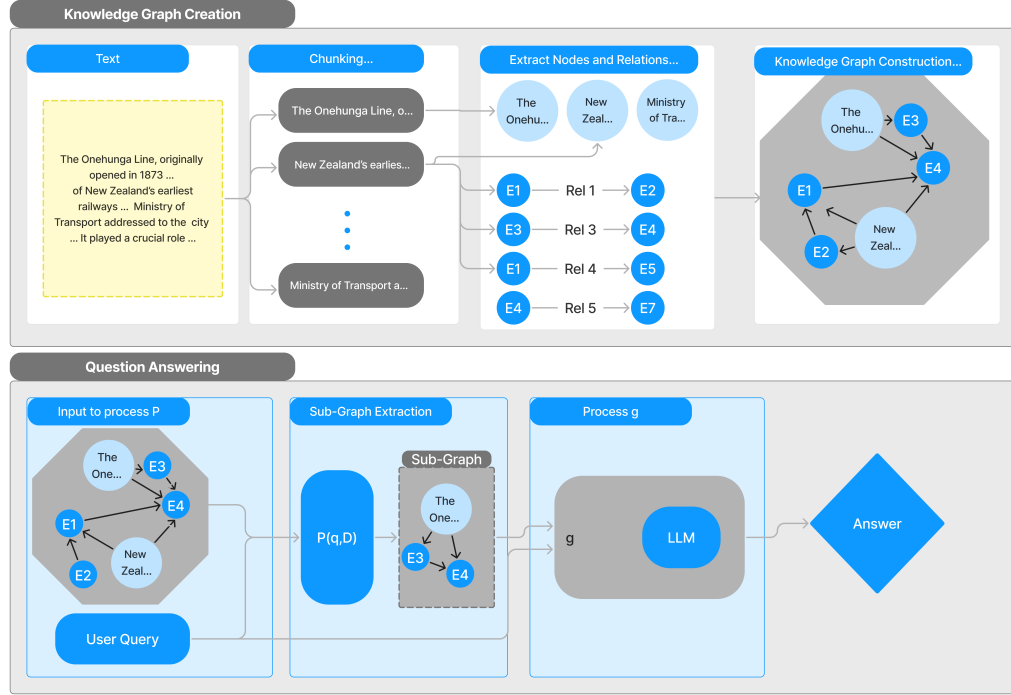 Knowledge Graph Creation
Text
The Onehunga Line, originally
opened in 1873 ...
of New Zealand's earliest
railways ... Ministry of
Transport addressed to the city
... It played a crucial role ...
Chunking...
The Onehunga Line, o...
New Zealand's earlies...
Ministry of Transport a...
Extract Nodes and Relations...
The
Onehu...
New
Zeal...
Ministry
of Tra...
E1 Rel 1 E2
E3 Rel 3 E4
E1 Rel 4 E5
E4 Rel 5 E7
Knowledge Graph Construction...
The
Onehu...
E3
E4
E1
New
Zeal...
E2
Question Answering
Input to process P
The
One...
E3
E4
E1
New
Zeal...
E2
User Query
Sub-Graph Extraction
P(q,D)
Sub-Graph
The
One...
E3
E4
Process g
g
LLM
Answer